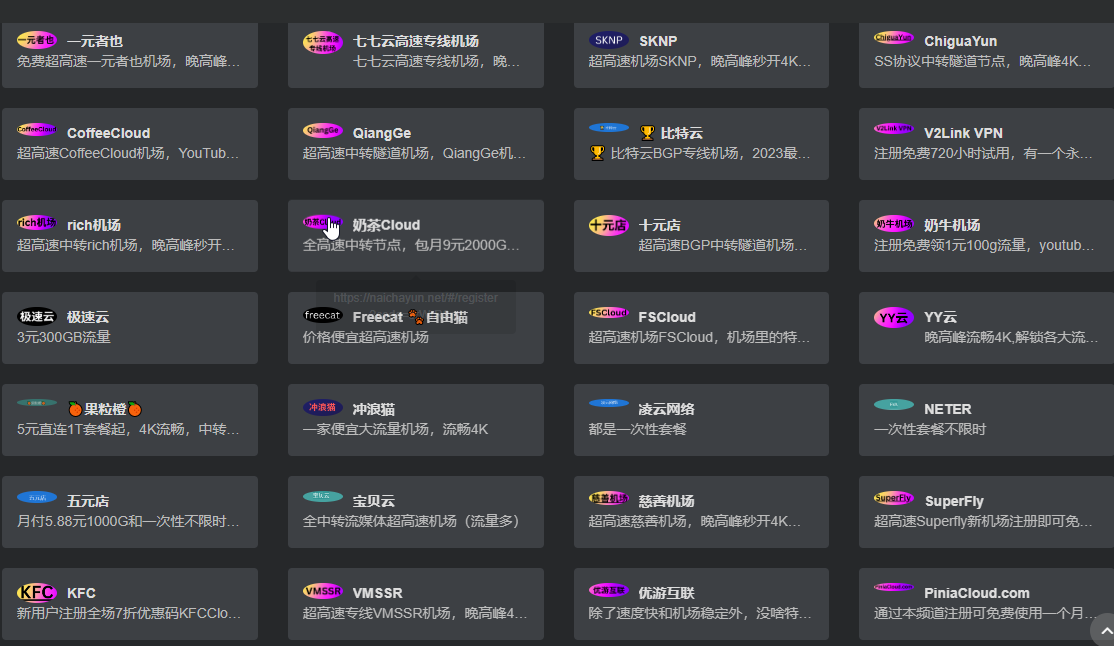 一元者也 一元者也
免费超高速一元者也机场，晚高峰…
七七云高速专线机场 七七云高速专线机场
七七云高速专线机场，晚…
SKNP SKNP
超高速机场SKNP，晚高峰秒开4K…
ChiguaYun ChiguaYun
SS协议中转隧道节点，晚高峰4K…
CoffeeCloud CoffeeCloud
超高速CoffeeCloud机场，YouTub…
QiangGe QiangGe
超高速中转隧道机场，QiangGe机…
🏆 比特云
🏆 比特云BGP专线机场，2023最…
V2Link VPN V2Link VPN
注册免费720小时试用，有一个永…
rich机场 rich机场
超高速中转rich机场，晚高峰秒开…
奶茶Cloud 奶茶Cloud
全高速中转节点，包月9元2000G…
十元店 十元店
超高速BGP中转隧道机场…
奶牛机场 奶牛机场
注册免费领1元100g流量，youtub…
https://naichayun.net/#/register
极速云 极速云
3元300GB流量
freecat Freecat 🐾自由猫
价格便宜超高速机场
FSCloud FSCloud
超高速机场FSCloud，机场里的特…
YY云 YY云
晚高峰流畅4K,解锁各大流…
🍊果粒橙🍊
5元直连1T套餐起，4K流畅，中转…
冲浪猫 冲浪猫
一家便宜大流量机场，流畅4K
凌云网络
都是一次性套餐
NETER
一次性套餐不限时
五元店 五元店
月付5.88元1000G和一次性不限时…
宝贝云 宝贝云
全中转流媒体超高速机场（流量多）
慈善机场 慈善机场
超高速慈善机场，晚高峰秒开4K…
SuperFly SuperFly
超高速Superfly新机场注册即可免…
KFC KFC
新用户注册全场7折优惠码KFCClo…
VMSSR VMSSR
超高速专线VMSSR机场，晚高峰4…
优游互联 优游互联
除了速度快和机场稳定外，没啥特…
PiniaCloud.com PiniaCloud.com
通过本频道注册可免费使用一个月…